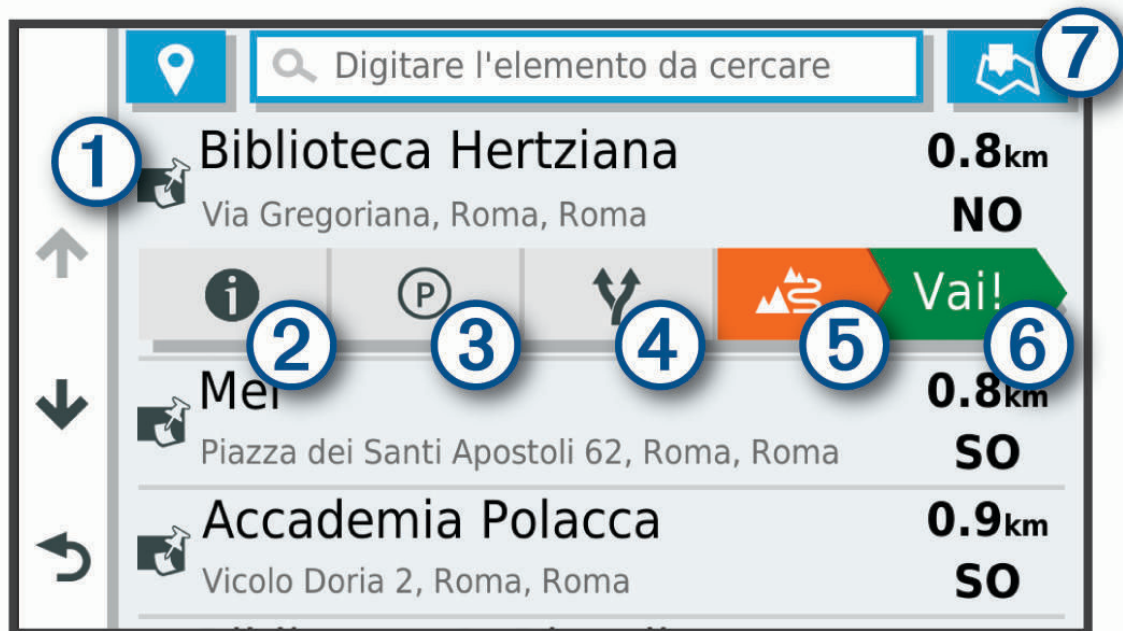 Digitare l'elemento da cercare
7
1
Biblioteca Hertziana
0.8km
Via Gregoriana, Roma, Roma
NO
P
Vai!
2
3
4
5
6
Mei
0.8km
Piazza dei Santi Apostoli 62, Roma, Roma
SO
Accademia Polacca
0.9km
Vicolo Doria 2, Roma, Roma
SO